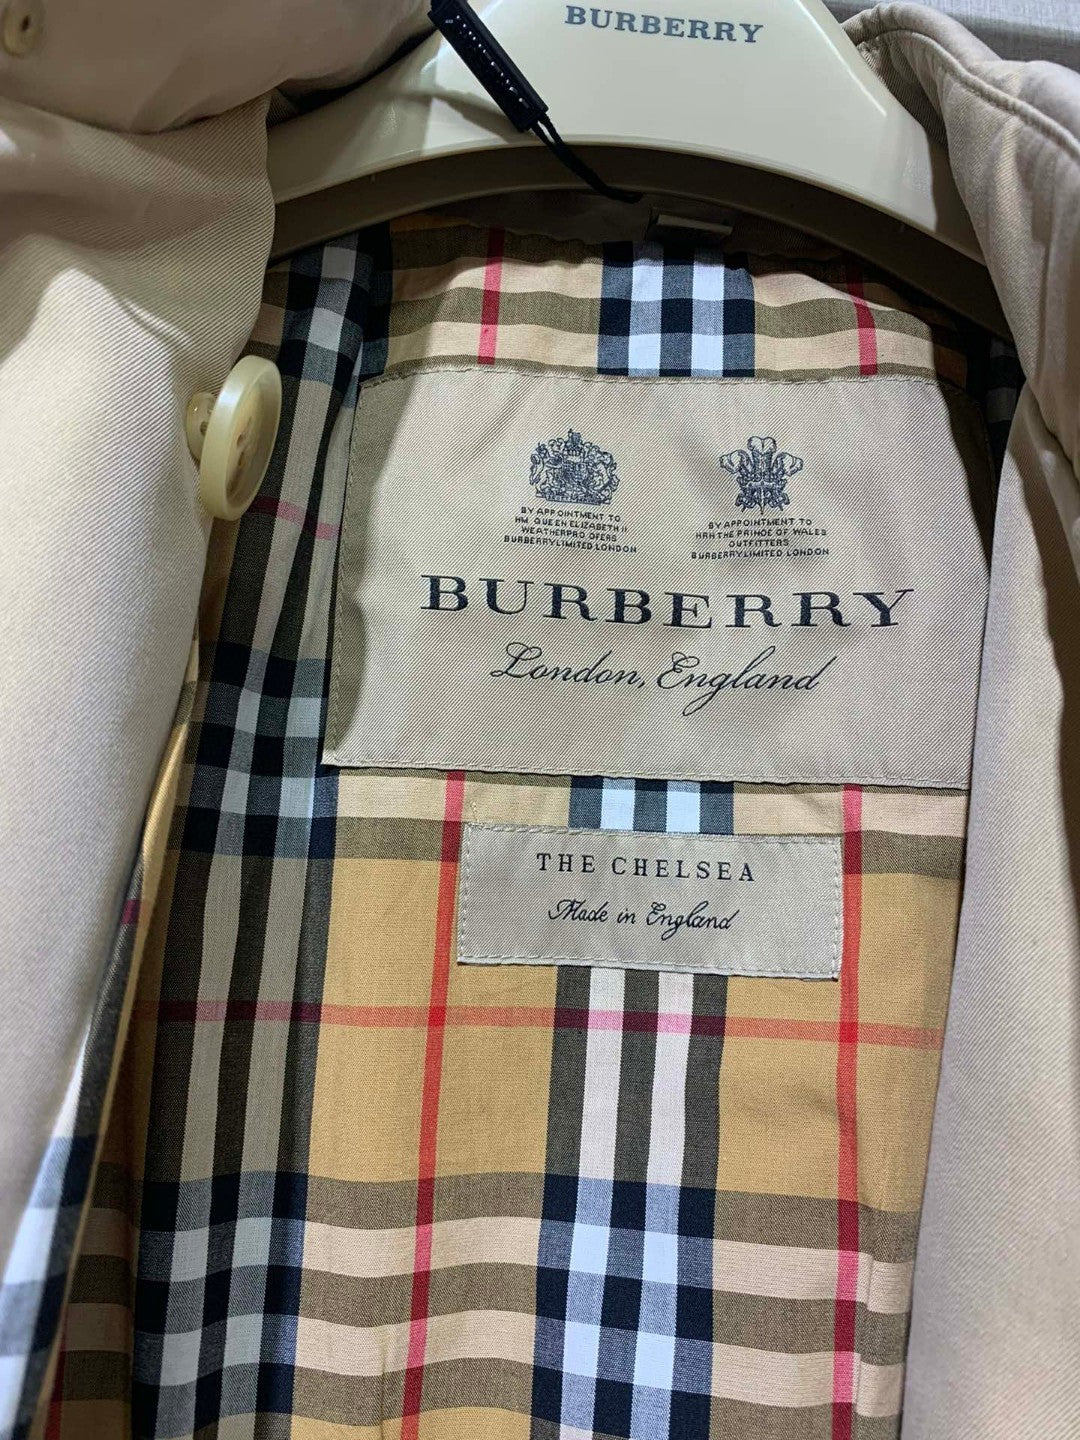 BURBERRY
BY APPOINTMENT TO
HM QUEEN ELIZABETH II
WEATHERPROOFERS
BURBERRY LIMITED LONDON
BY APPOINTMENT TO
HRH THE PRINCE OF WALES
OUTFITTERS
BURBERRY LIMITED LONDON
BURBERRY
London, England
THE CHELSEA
Made in England